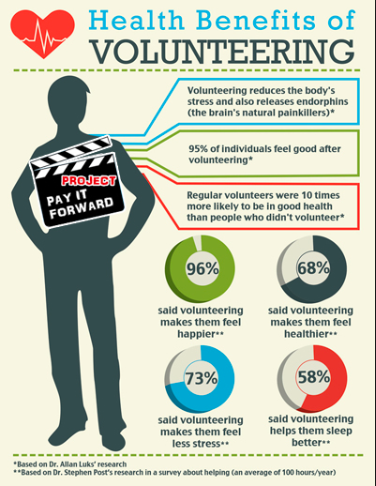 Health Benefits of
VOLUNTEERING
Volunteering reduces the body's
stress and also releases endorphins
(the brain's natural painkillers)*
95% of individuals feel good after
volunteering*
PROJECT
PAY IT
FORWARD
Regular volunteers were 10 times
more likely to be in good health
than people who didn't volunteer*
96%
said volunteering
makes them feel
happier**
68%
said volunteering
makes them feel
healthier**
73%
said volunteering
makes them feel
less stress**
58%
said volunteering
helps them sleep
better**
*Based on Dr. Allan Luks' research
**Based on Dr. Stephen Post's research in a survey about helping (an average of 100 hours/year)